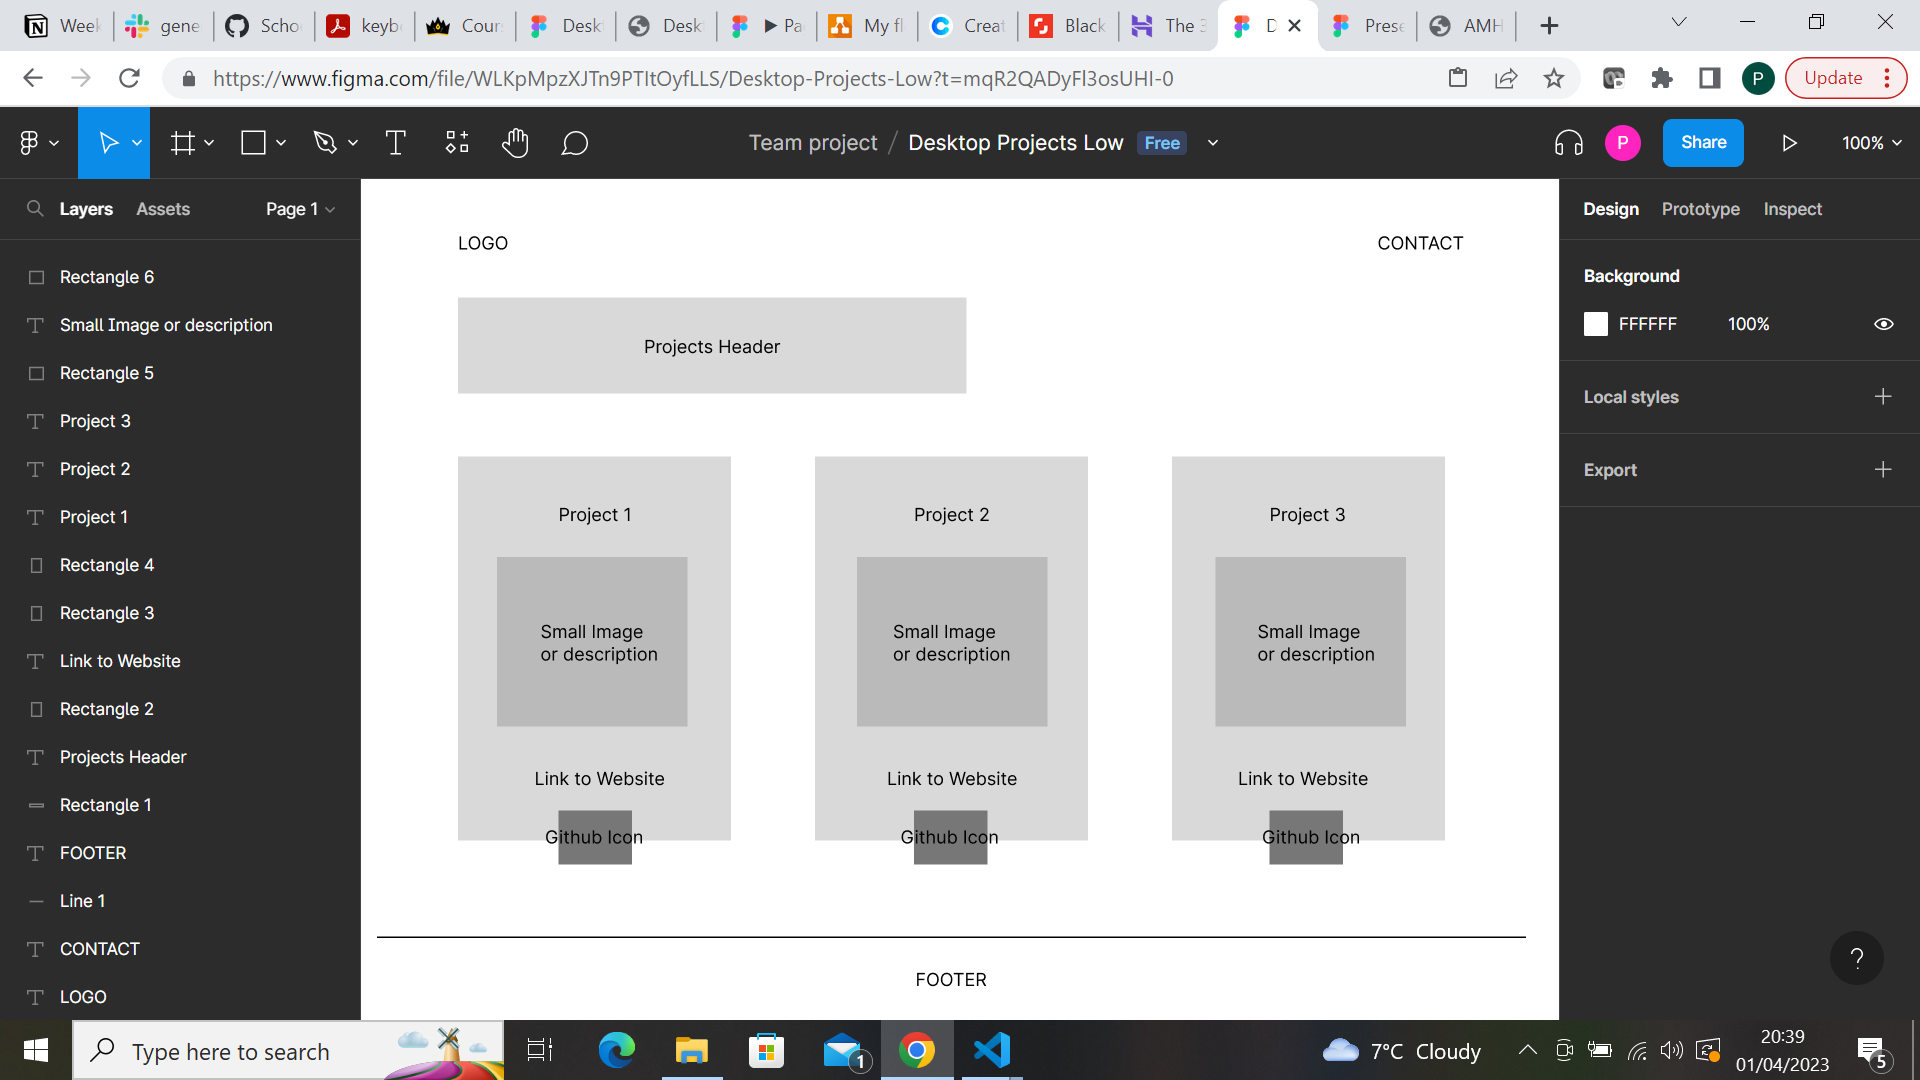 Week
gene
Scho
keyb
Cour
Desk
Desk
Pa
My fl
Creat
Black
The 3
D
Prese
AMH
https://www.figma.com/file/WLKpMpzXJTn9PTItOyfLLS/Desktop-Projects-Low?t=mqR2QADyFl3osUHI-0
P
Update
Team project / Desktop Projects Low Free
P
Share
100%
Layers Assets Page 1
Rectangle 6
Small Image or description
Rectangle 5
Project 3
Project 2
Project 1
Rectangle 4
Rectangle 3
Link to Website
Rectangle 2
Projects Header
Rectangle 1
FOOTER
Line 1
CONTACT
LOGO
LOGO
CONTACT
Projects Header
Project 1
Small Image
or description
Link to Website
Github Icon
Project 2
Small Image
or description
Link to Website
Github Icon
Project 3
Small Image
or description
Link to Website
Github Icon
FOOTER
Design Prototype Inspect
Background
FFFFFF 100%
Local styles
Export
?
Type here to search
1
7°C Cloudy
20:39
01/04/2023
5